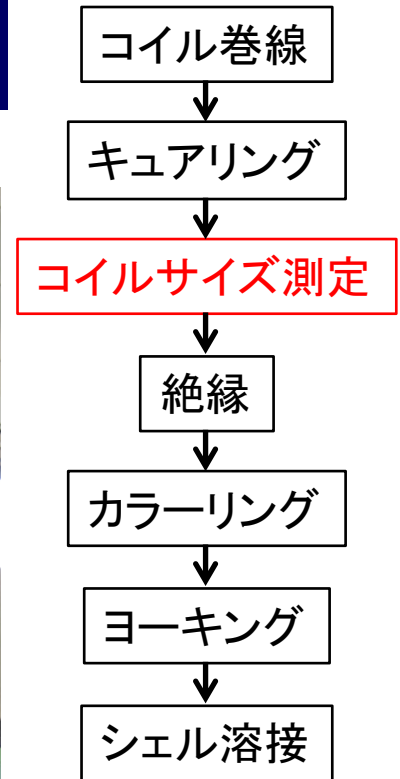 コイル巻線
キュアリング
コイルサイズ測定
絶縁
カラーリング
ヨーキング
シェル溶接